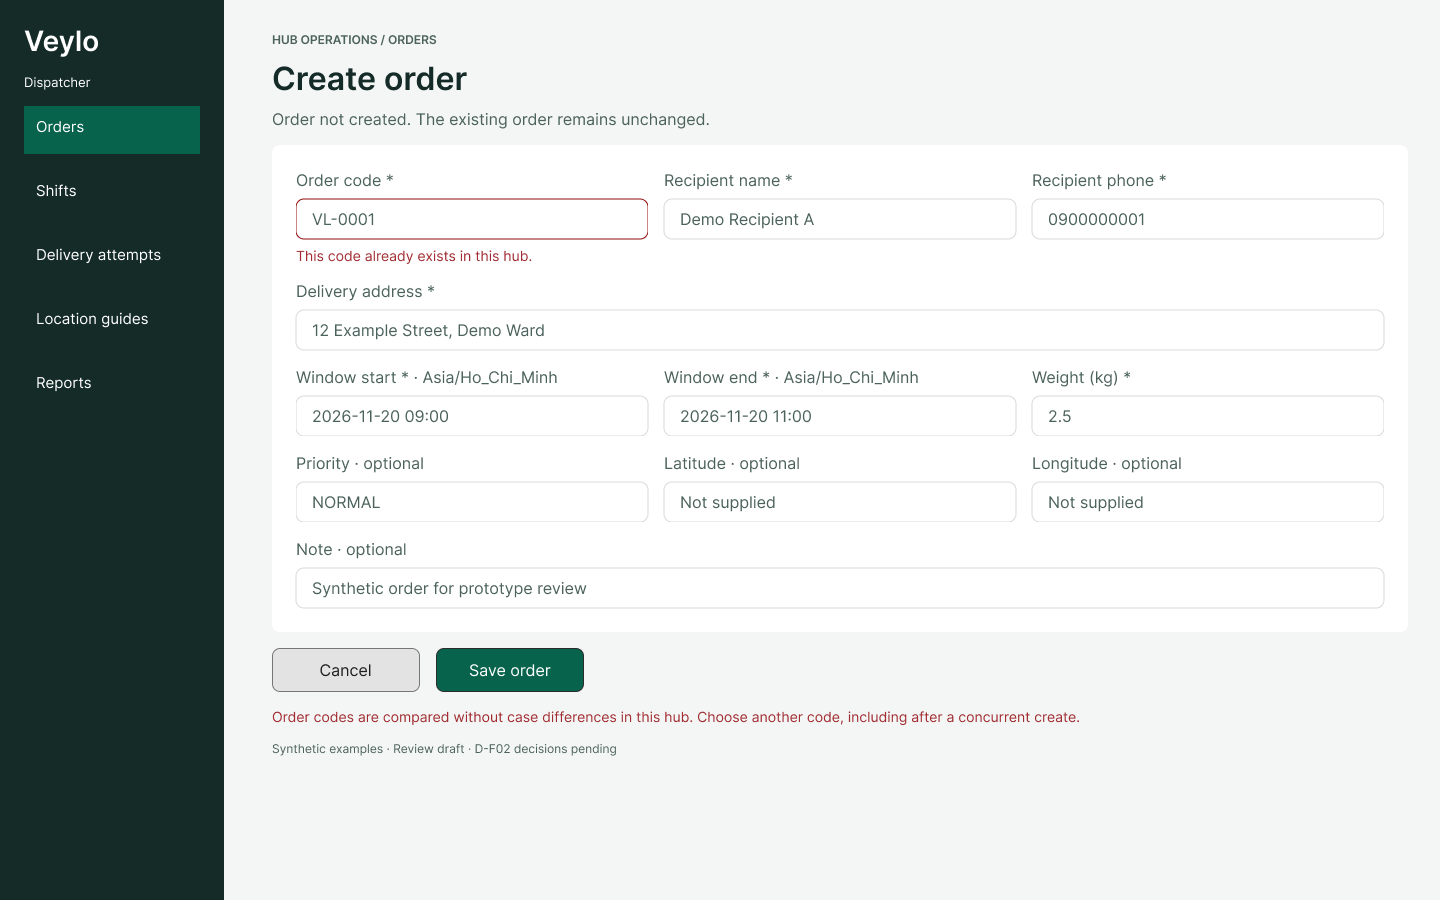 Veylo
Dispatcher
Orders
Shifts
Delivery attempts
Location guides
Reports
HUB OPERATIONS / ORDERS
Create order
Order not created. The existing order remains unchanged.
Order code *
VL-0001
This code already exists in this hub.
Recipient name *
Demo Recipient A
Recipient phone *
0900000001
Delivery address *
12 Example Street, Demo Ward
Window start * · Asia/Ho_Chi_Minh
2026-11-20 09:00
Window end * · Asia/Ho_Chi_Minh
2026-11-20 11:00
Weight (kg) *
2.5
Priority · optional
NORMAL
Latitude · optional
Not supplied
Longitude · optional
Not supplied
Note · optional
Synthetic order for prototype review
Cancel
Save order
Order codes are compared without case differences in this hub. Choose another code, including after a concurrent create.
Synthetic examples · Review draft · D-F02 decisions pending